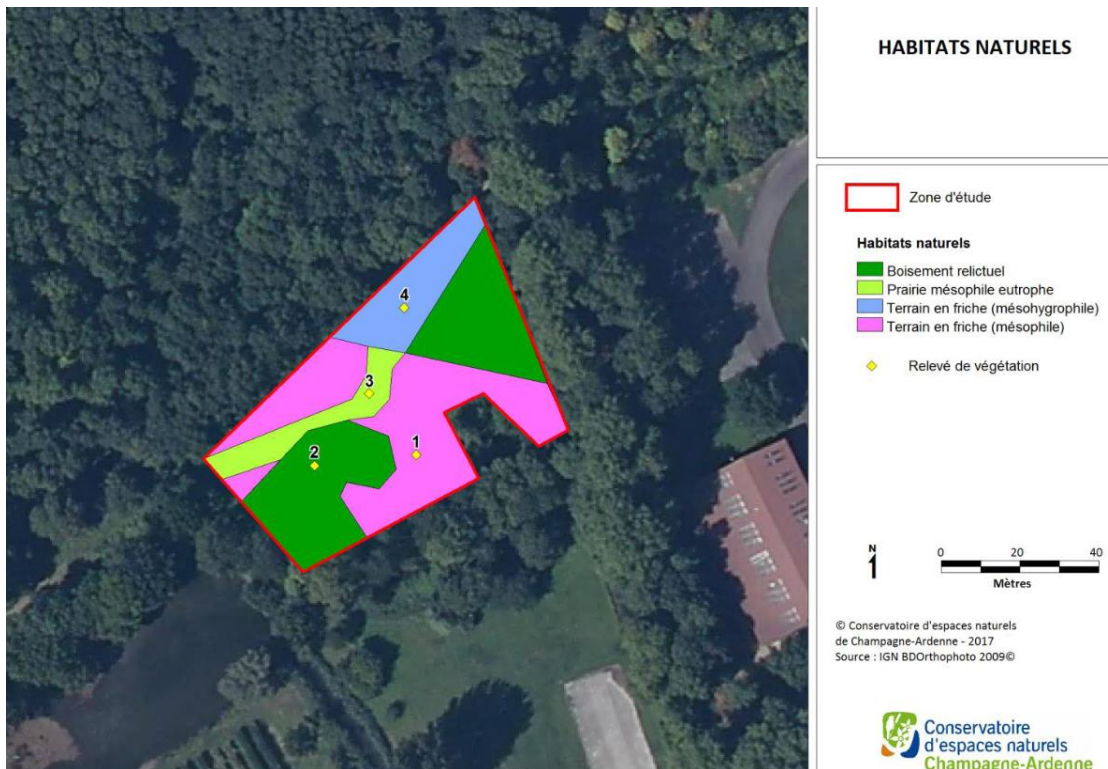 HABITATS NATURELS
Zone d'étude
Habitats naturels
Boisement relictuel
Prairie mésophile eutrophe
Terrain en friche (mésohygrophile)
Terrain en friche (mésophile)
Relevé de végétation
4
3
1
2
N
0 20 40
Mètres
© Conservatoire d'espaces naturels
de Champagne-Ardenne - 2017
Source : IGN BDOrthophoto 2009©
Conservatoire
d'espaces naturels
Champagne-Ardenne